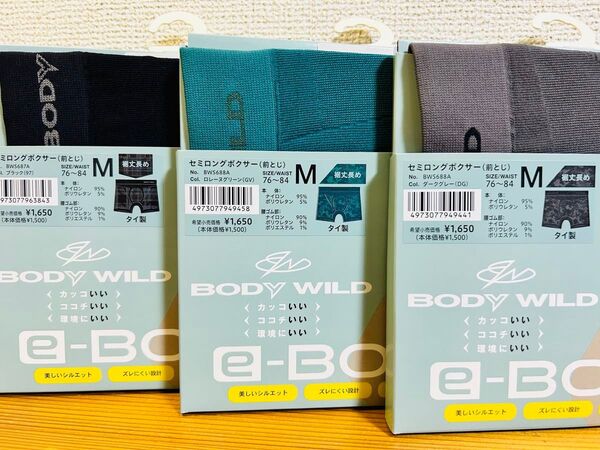 BODY
セミロングボクサー(前とじ)
No. BWS687A
ブラック(97)
SIZE/WAIST
76~84
M
裾丈長め
本体:
ナイロン 95%
ポリウレタン 5%
腰ゴム部:
ナイロン 90%
ポリウレタン 9%
ポリエステル 1%
4973077963843
希望小売価格 ¥1,650
(本体価格¥1,500)
タイ製
BODY WILD
カッコいい
ココチいい
環境にいい
e-BO
美しいシルエット
ズレにくい設計
ILD
セミロングボクサー(前とじ)
No. BWS688A
Col. ロレーヌグリーン(GV)
SIZE/WAIST
76~84
M
裾丈長め
本体:
ナイロン 95%
ポリウレタン 5%
腰ゴム部:
ナイロン 90%
ポリウレタン 9%
ポリエステル 1%
4973077949458
希望小売価格 ¥1,650
(本体価格¥1,500)
タイ製
BODY WILD
カッコいい
ココチいい
環境にいい
e-BO
美しいシルエット
ズレにくい設計
セミロングボクサー(前とじ)
No. BWS688A
Col. ダークグレー(DG)
SIZE/WAIST
76~84
M
裾丈長め
本体:
ナイロン 95%
ポリウレタン 5%
腰ゴム部:
ナイロン 90%
ポリウレタン 9%
ポリエステル 1%
4973077949441
希望小売価格 ¥1,650
(本体価格¥1,500)
タイ製
BODY WILD
カッコいい
ココチいい
環境にいい
e-BO
美しいシルエット
ズレにくい設計